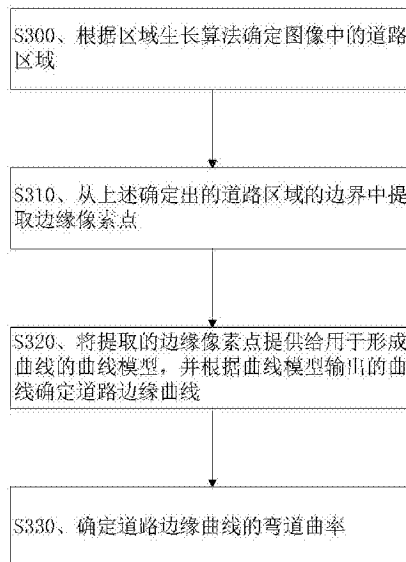 S300、根据区域生长算法确定图像中的道路
区域
S310、从上述确定出的道路区域的边界中提
取边缘像素点
S320、将提取的边缘像素点提供给用于形成
曲线的曲线模型，并根据曲线模型输出的曲
线确定道路边缘曲线
S330、确定道路边缘曲线的弯道曲率